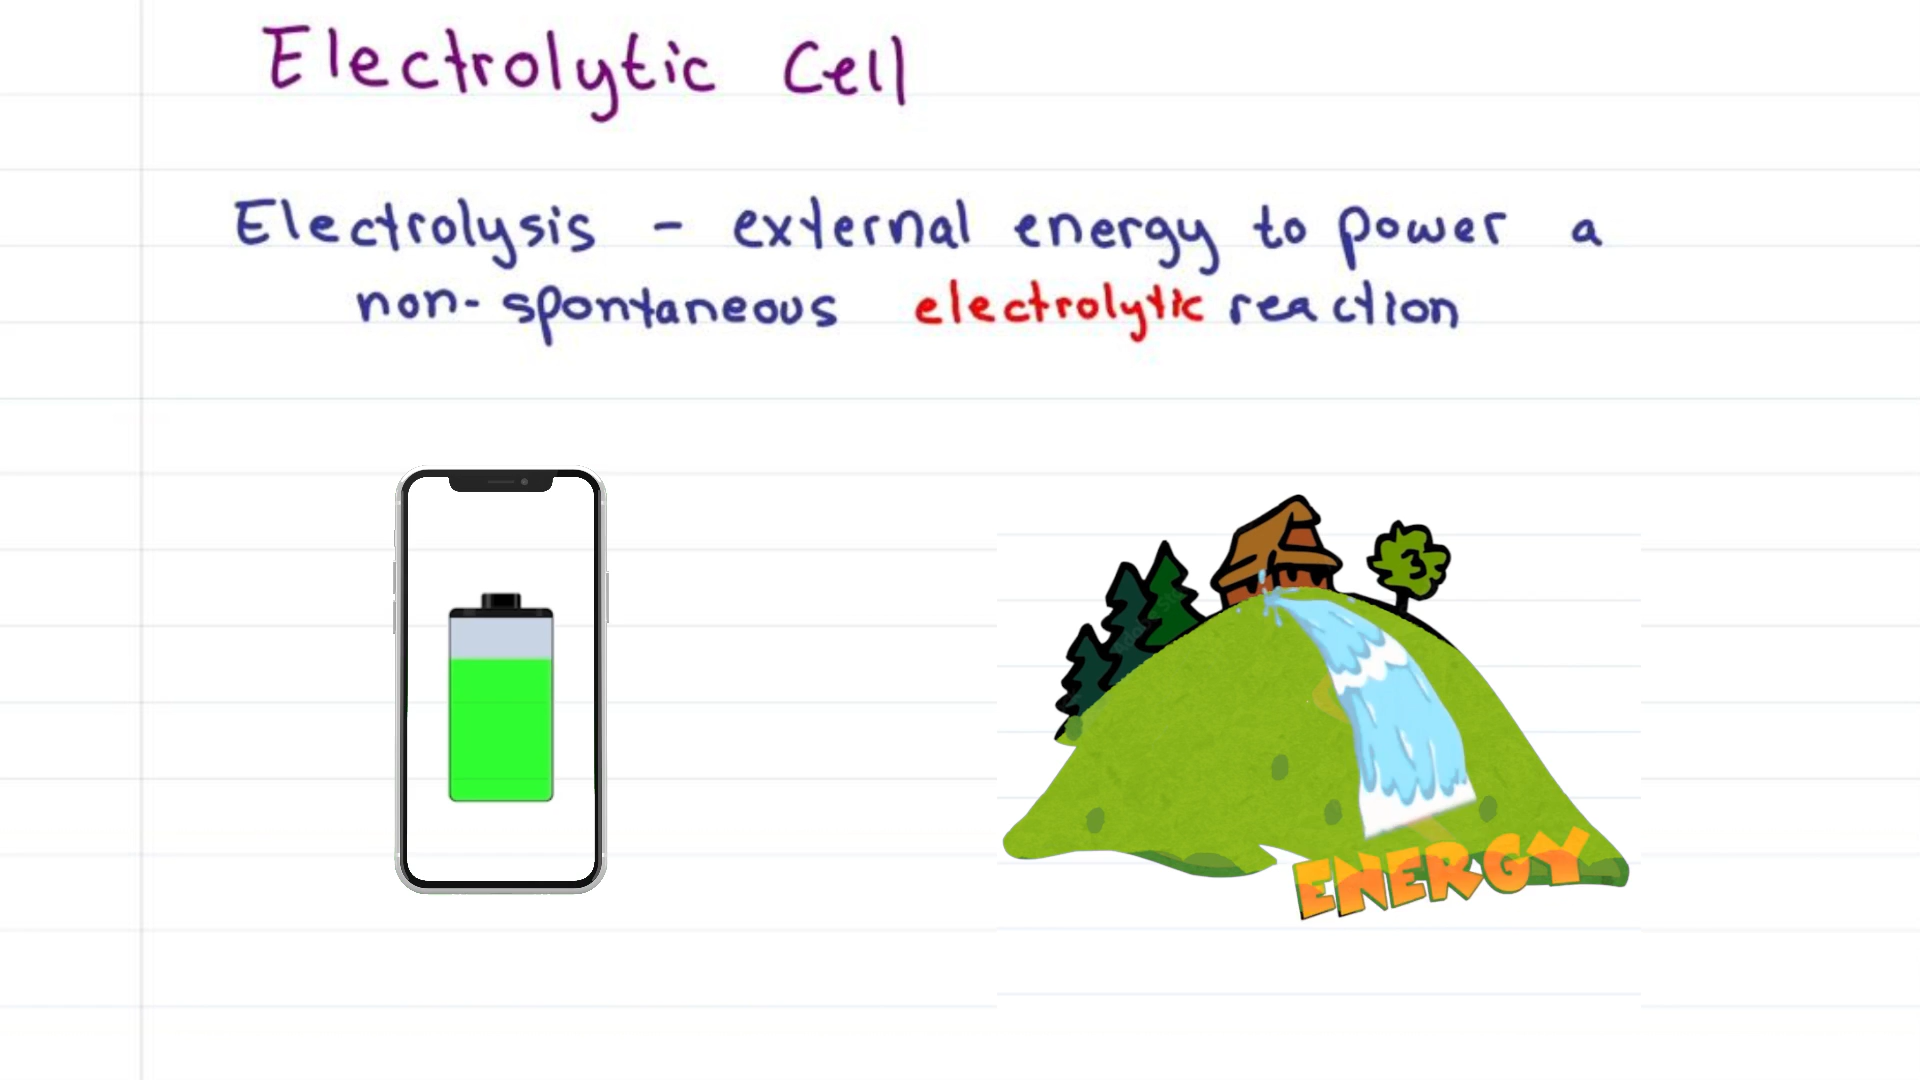 Electrolytic Cell
Electrolysis - external energy to power a
non-spontaneous electrolytic reaction
ENERGY